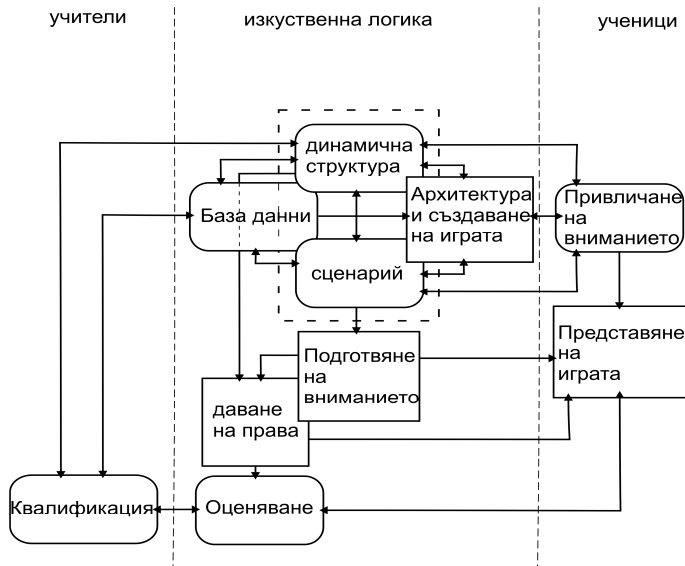 учители
изкуствена логика
ученици
динамична
структура
База данни
Архитектура
и създаване
на играта
Привличане
на
вниманието
сценарий
Подготвяне
на
вниманието
Представяне
на
играта
даване
на права
Квалификация
Оценяване